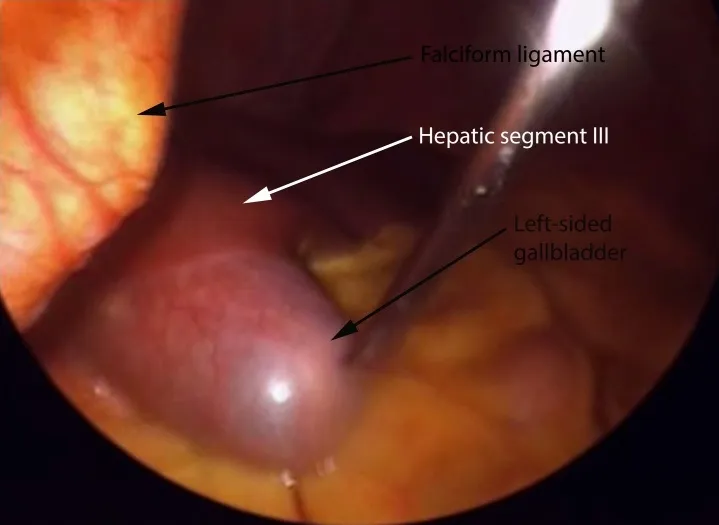 Falciform ligament
Hepatic segment III
Left-sided
gallbladder